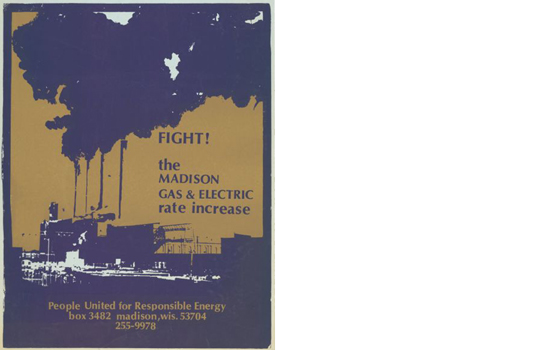 FIGHT!
the
MADISON
GAS & ELECTRIC
rate increase
People United for Responsible Energy
box 3482 madison,wis. 53704
255-9978